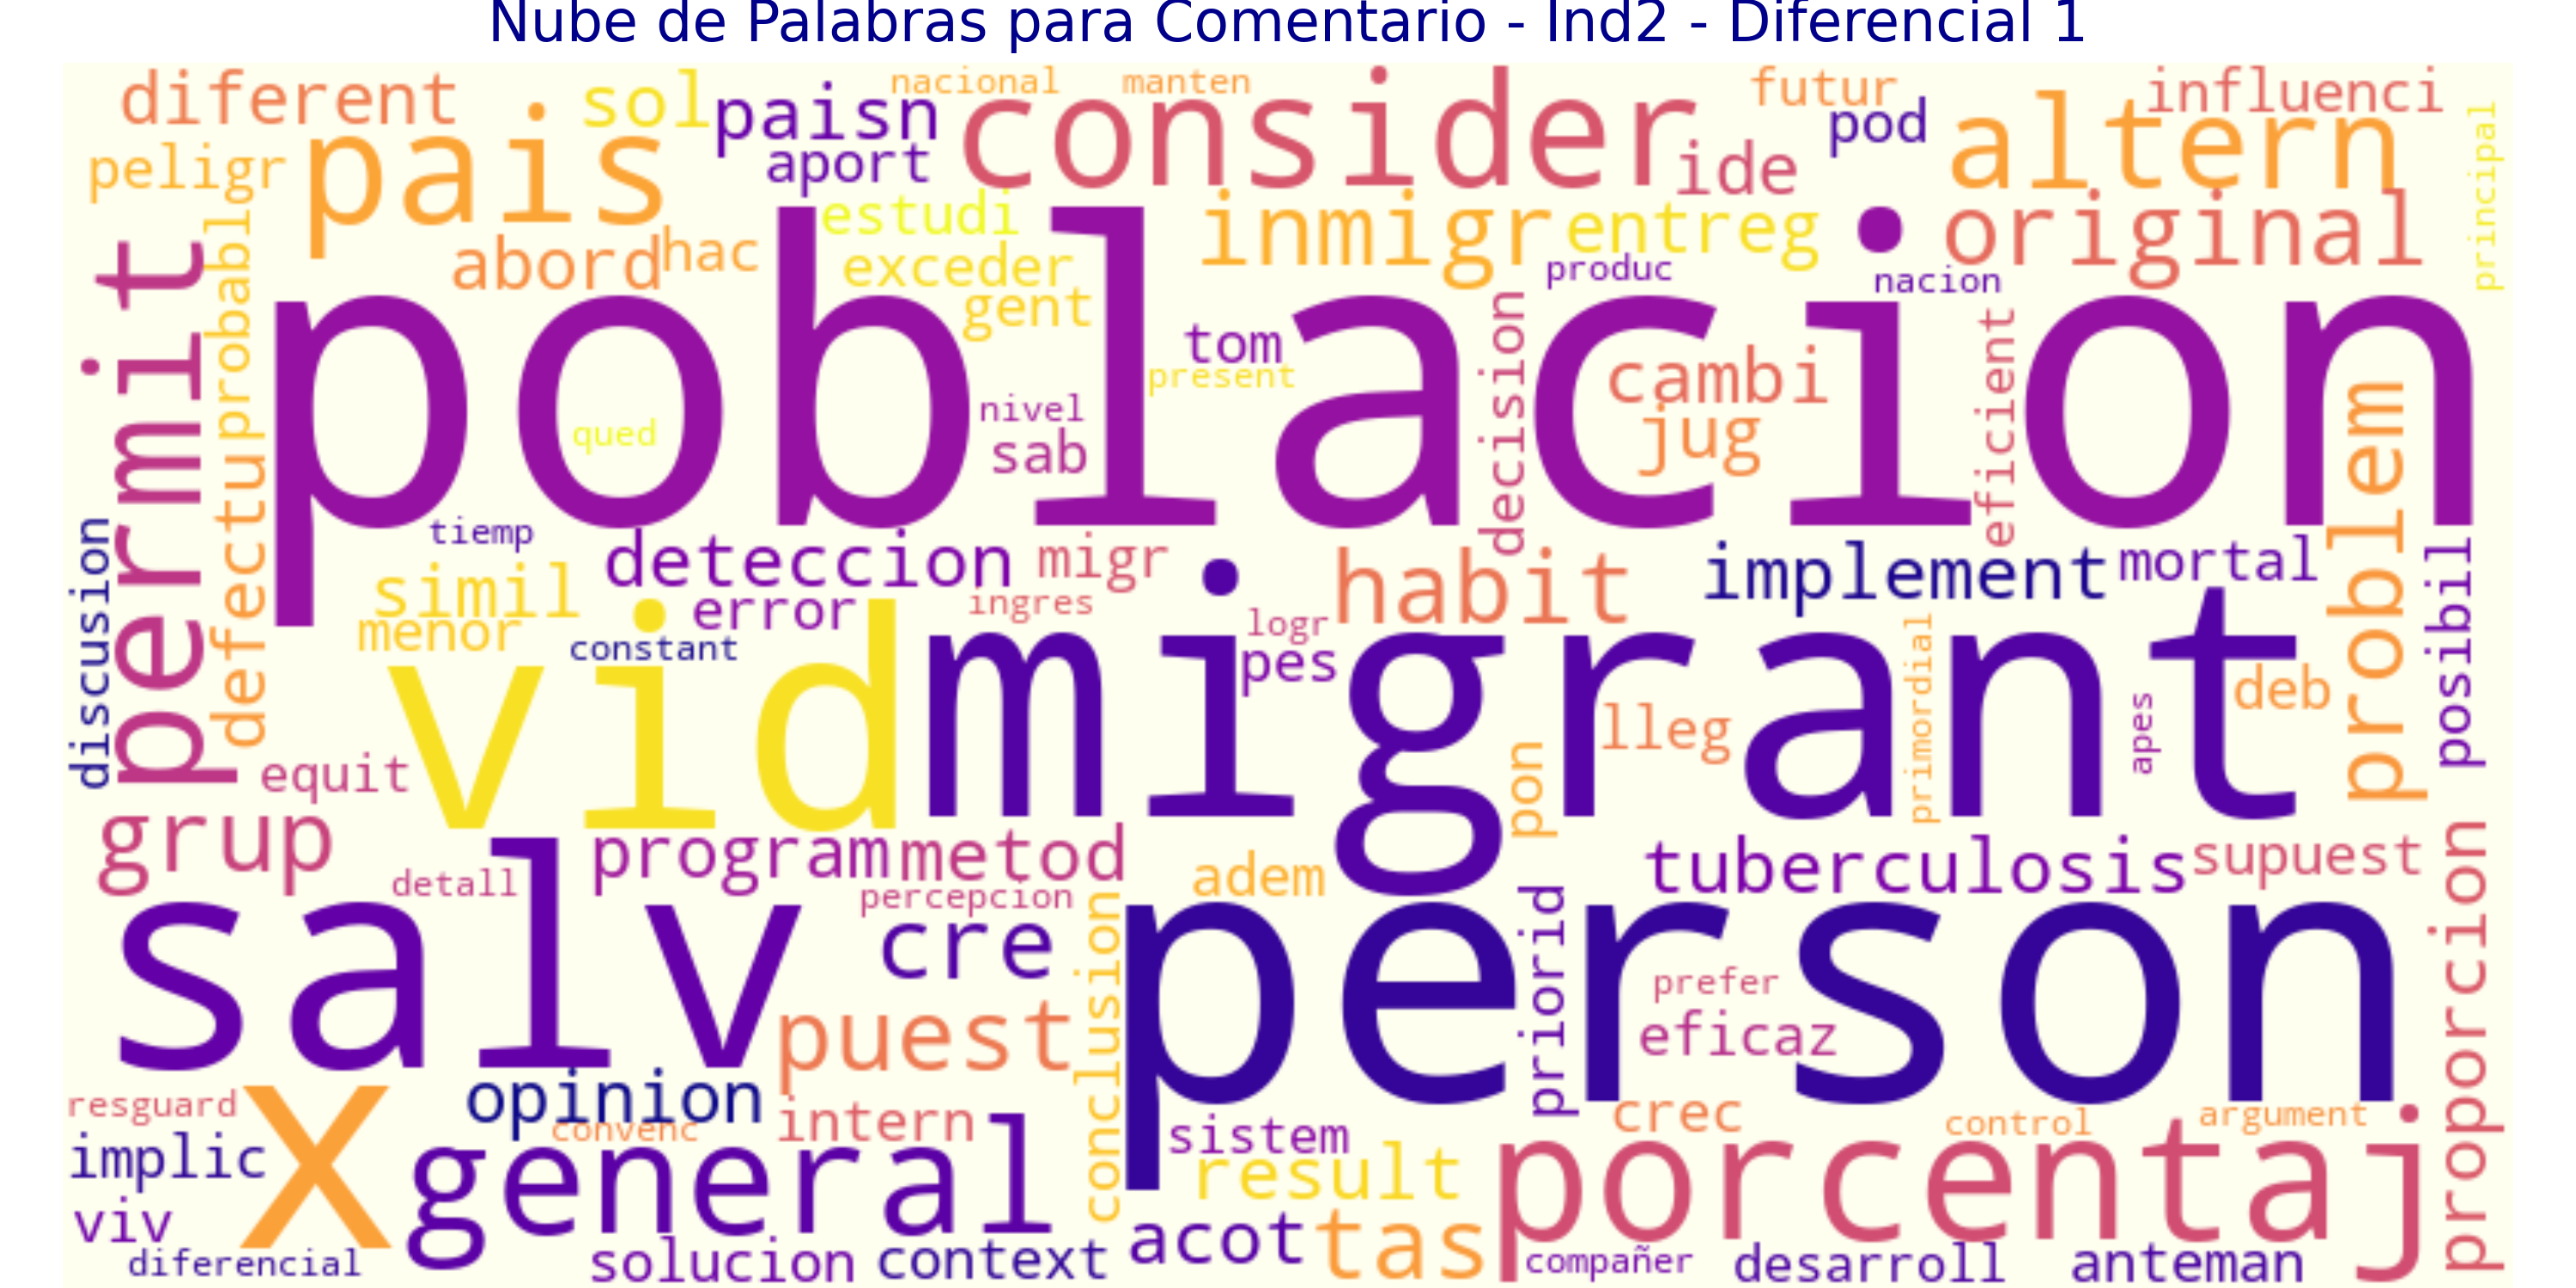 Nube de Palabras para Comentario - Ind2 - Diferencial 1
diferent
sol
nacional
manten
futur
influenci
peligr
pais
paisn
aport
consider
ide
pod
altern
principal
probabl
abord
hac
estudi
exceder
gent
inmigr
entreg
original
produc
nacion
permit
poblacion
qued
nivel
sab
tom
present
decision
cambi
jug
eficient
problem
defectu
discusion
tiemp
simil
menor
deteccion
error
constant
migr
ingres
logr
pes
habit
implement
mortal
posibil
vid
migrant
lleg
primordial
apes
deb
pon
equit
grup
detall
program
metod
percepcion
adem
tuberculosis
supuest
salv
cre
puest
conclusion
person
priorid
prefer
eficaz
proporcion
resguard
x
opinion
convenc
intern
sistem
crec
control
argument
implic
viv
general
result
porcentaj
diferencial
solucion
context
acot
tas
compañer
desarroll
anteman